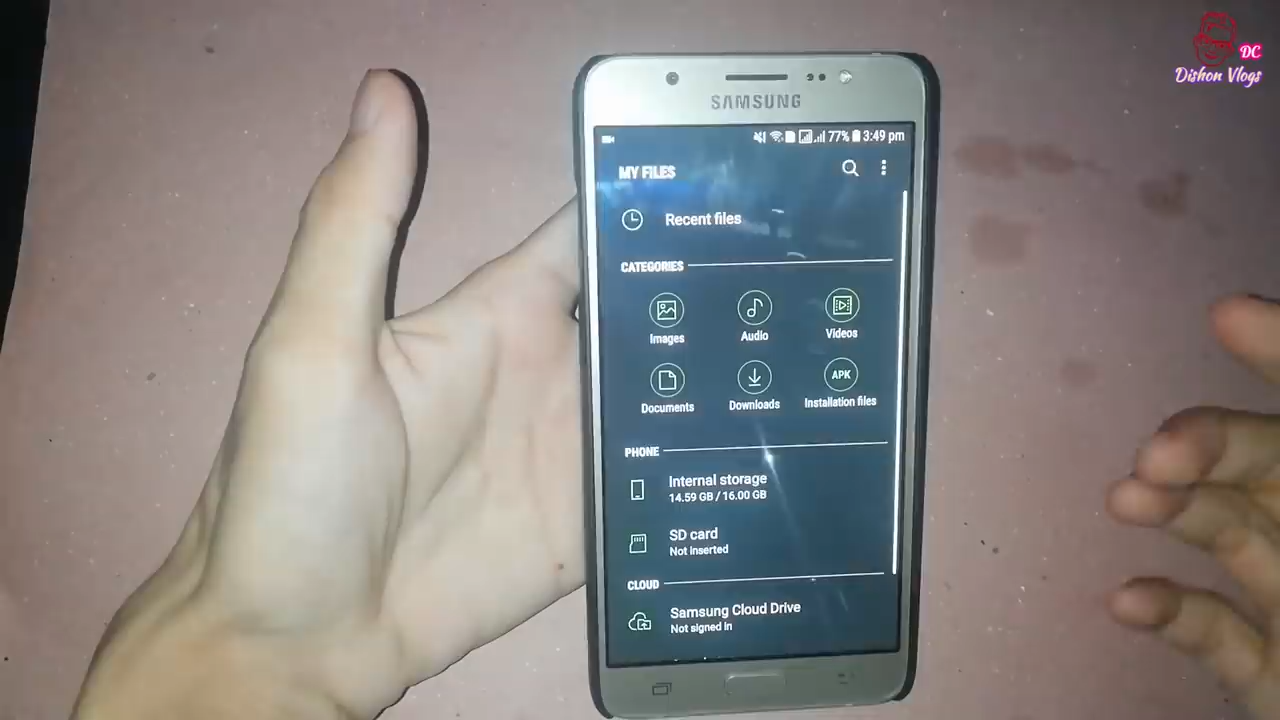 DC
Dishon Vlogs
SAMSUNG
77% 3:49 pm
MY FILES
Recent files
CATEGORIES
Images Audio Videos
Documents Downloads APK Installation files
PHONE
Internal storage
14.59 GB / 16.00 GB
SD card
Not inserted
CLOUD
Samsung Cloud Drive
Not signed in